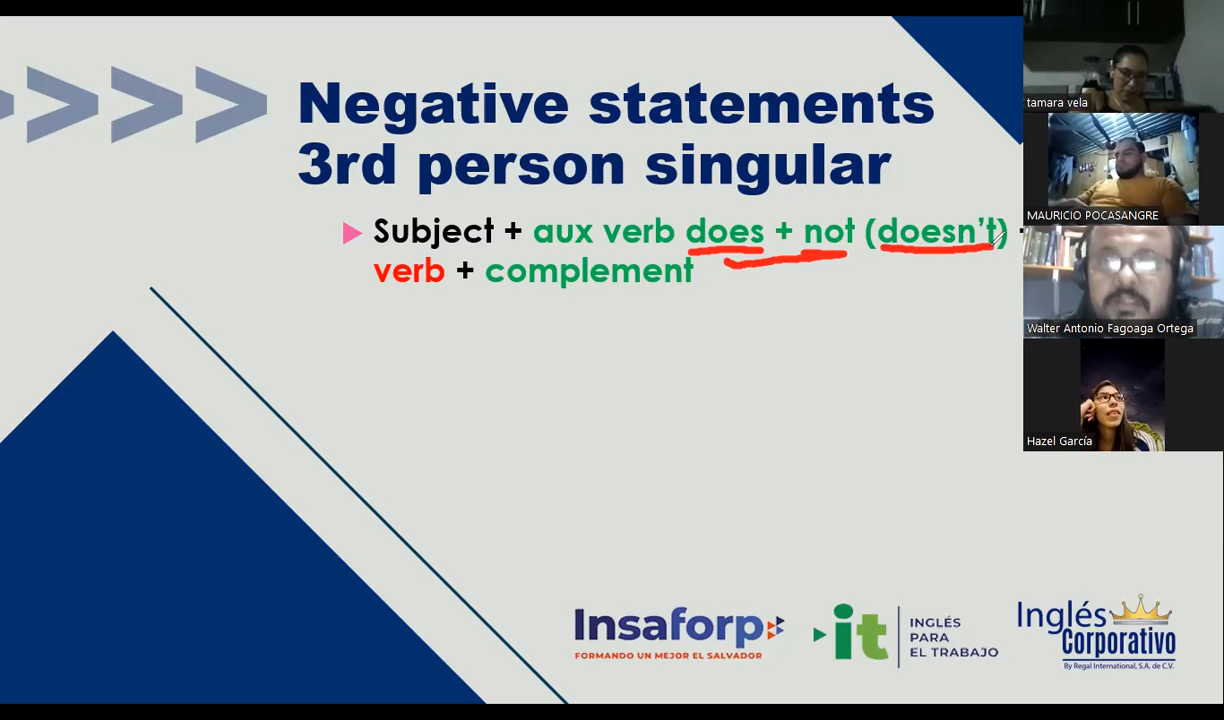 Negative statements
3rd person singular
Subject + aux verb does + not (doesn't) +
verb + complement
tamara vela
MAURICIO POCASANGRE
Walter Antonio Fagoaga Ortega
Hazel García
Insaforp
FORMANDO UN MEJOR EL SALVADOR
it
INGLÉS
PARA
EL TRABAJO
Inglés
Corporativo
By Regal International, S.A. de C.V.